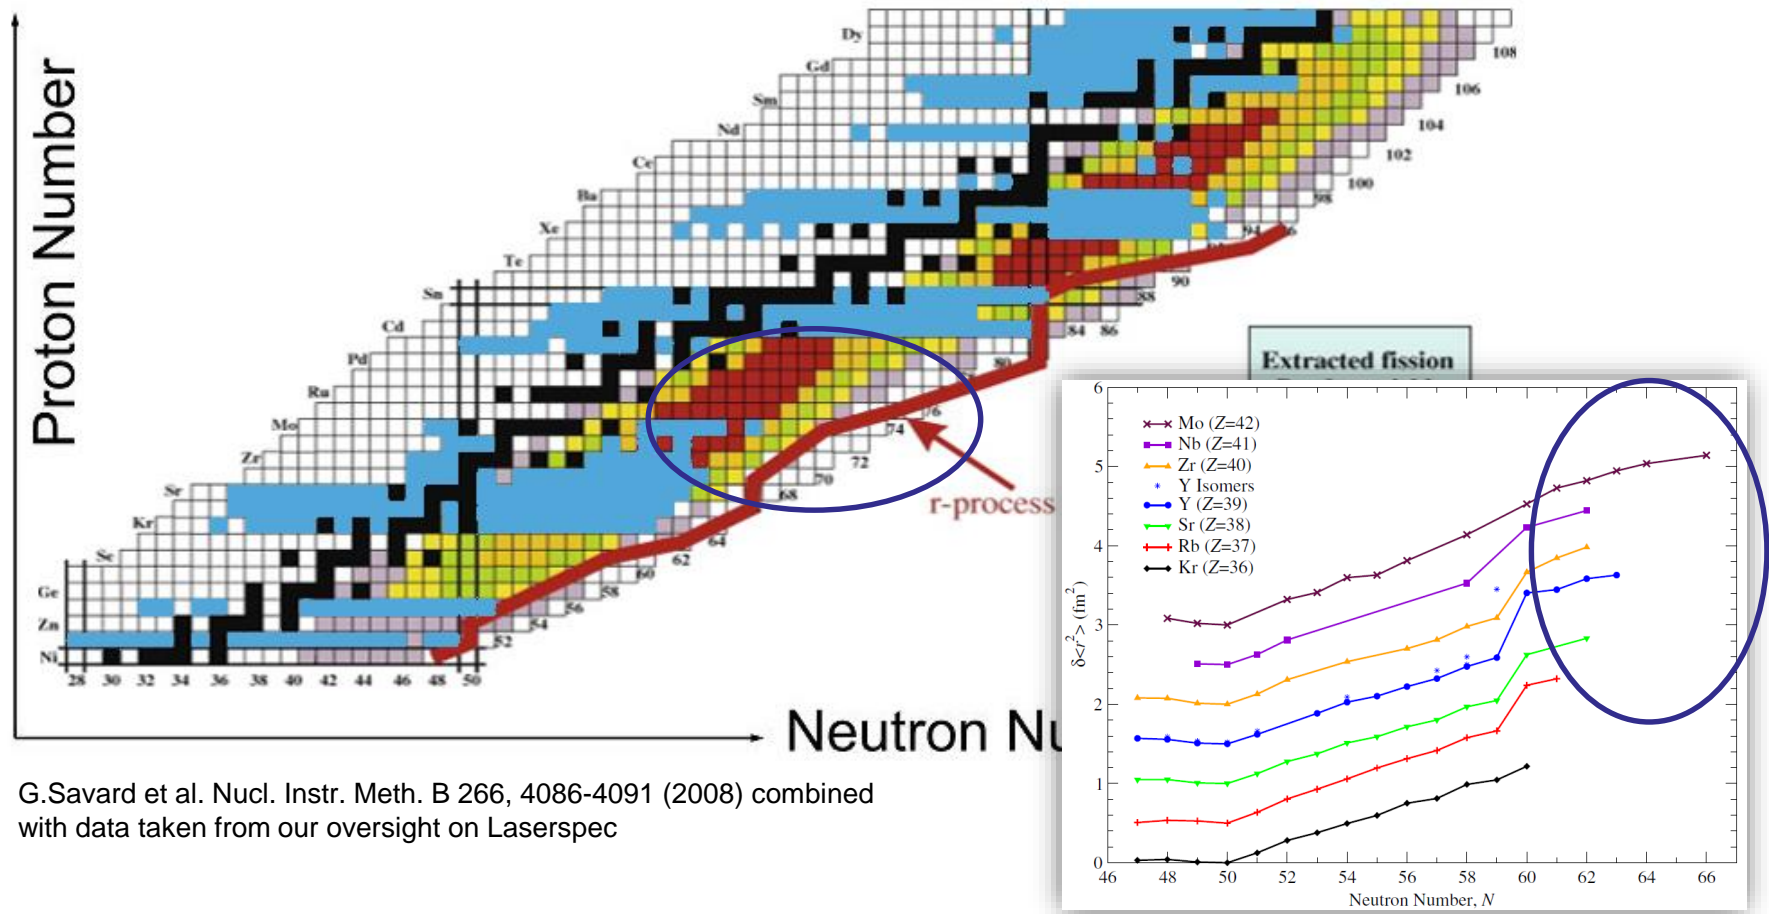 Proton Number
Dy
Gd
Sm
Nd
Ce
Ba
Xe
Te
Sn
Cd
Pd
Ru
Mo
Zr
Sr
Kr
Se
Ge
Zn
Ni
28 30 32 34 36 38 40 42 44 46 48 50
52
54
56
58
60
62
64
68
70
72
74
76
80
84 86
88
90
94
98
100
102
104
106
108
r-process
Extracted fission
Neutron Nu
G.Savard et al. Nucl. Instr. Meth. B 266, 4086-4091 (2008) combined
with data taken from our oversight on Laserspec
Mo (Z=42)
Nb (Z=41)
Zr (Z=40)
Y Isomers
Y (Z=39)
Sr (Z=38)
Rb (Z=37)
Kr (Z=36)
δ<r²> (fm²)
6
5
4
3
2
1
0
46 48 50 52 54 56 58 60 62 64 66
Neutron Number, N